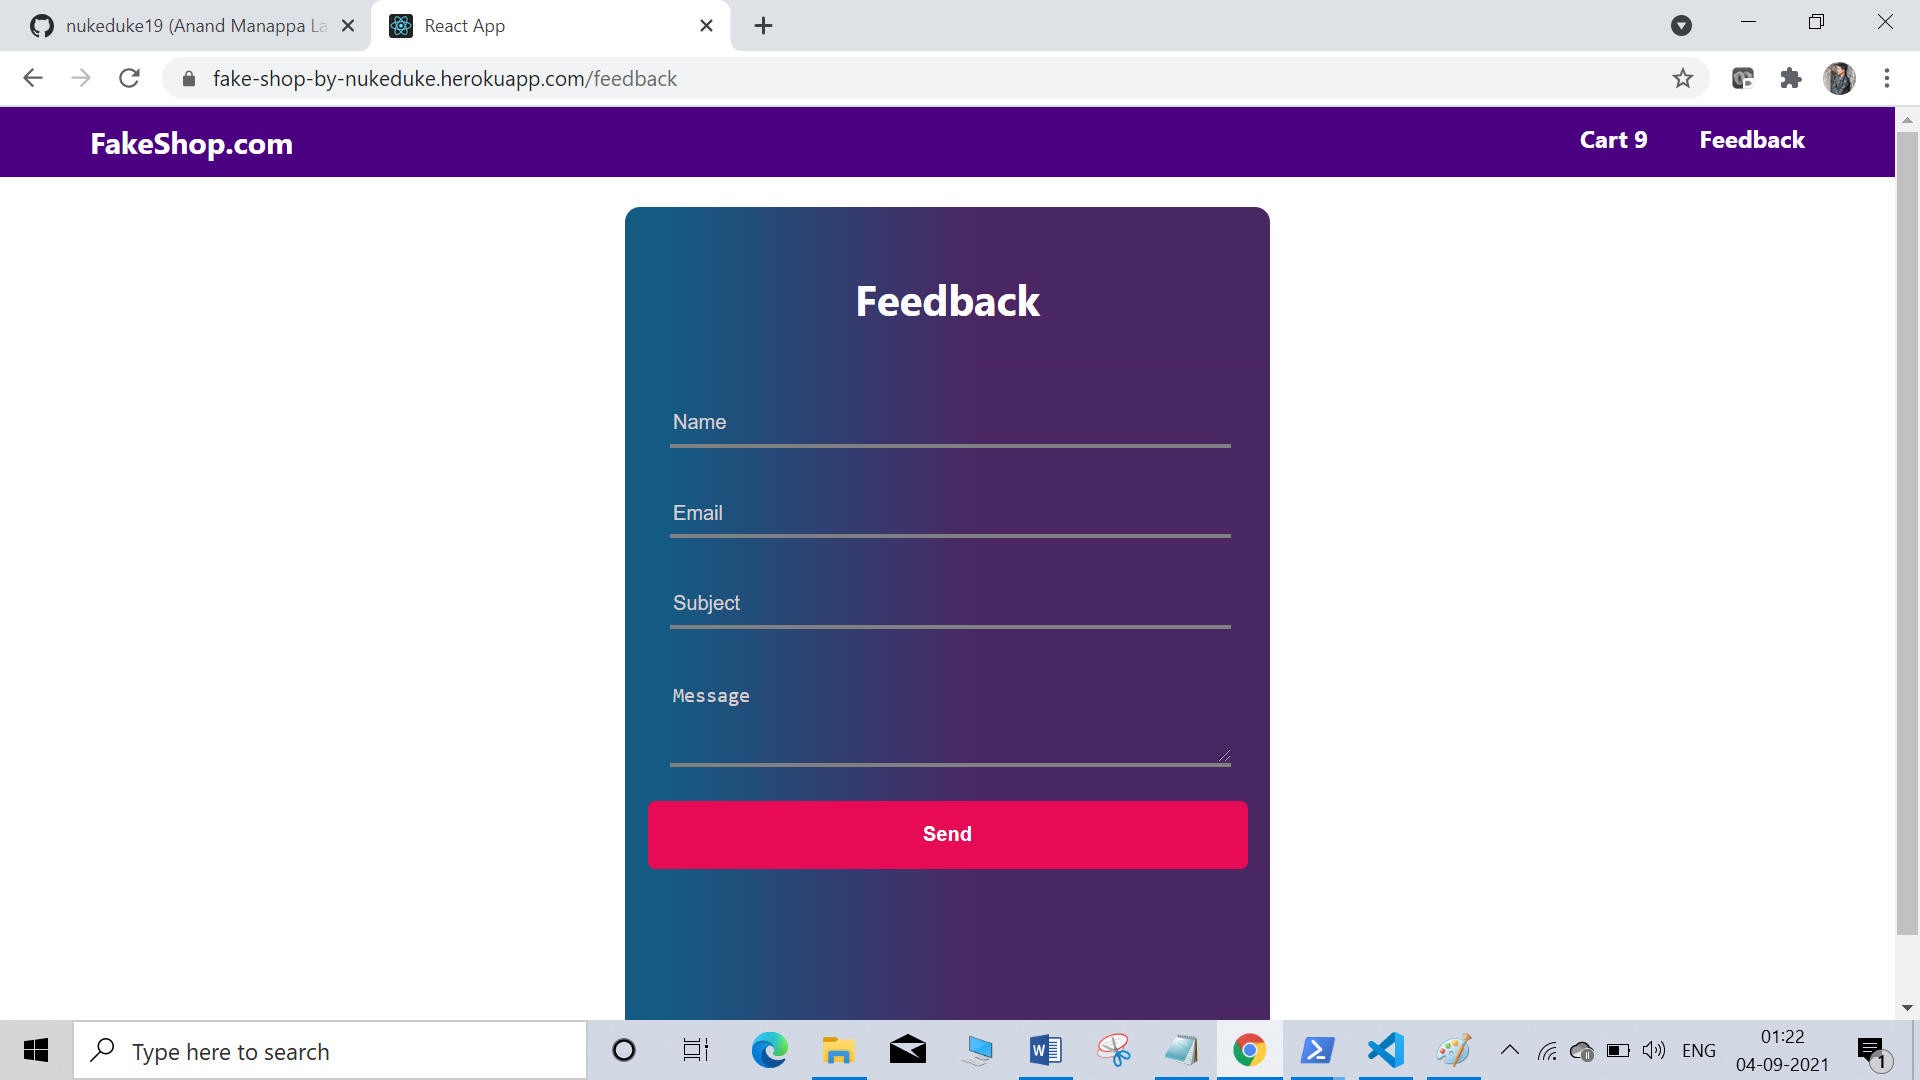 nukeduke19 (Anand Manappa La
React App
fake-shop-by-nukeduke.herokuapp.com/feedback
FakeShop.com
Cart 9
Feedback
Feedback
Name
Email
Subject
Message
Send
Type here to search
ENG
01:22
04-09-2021
1